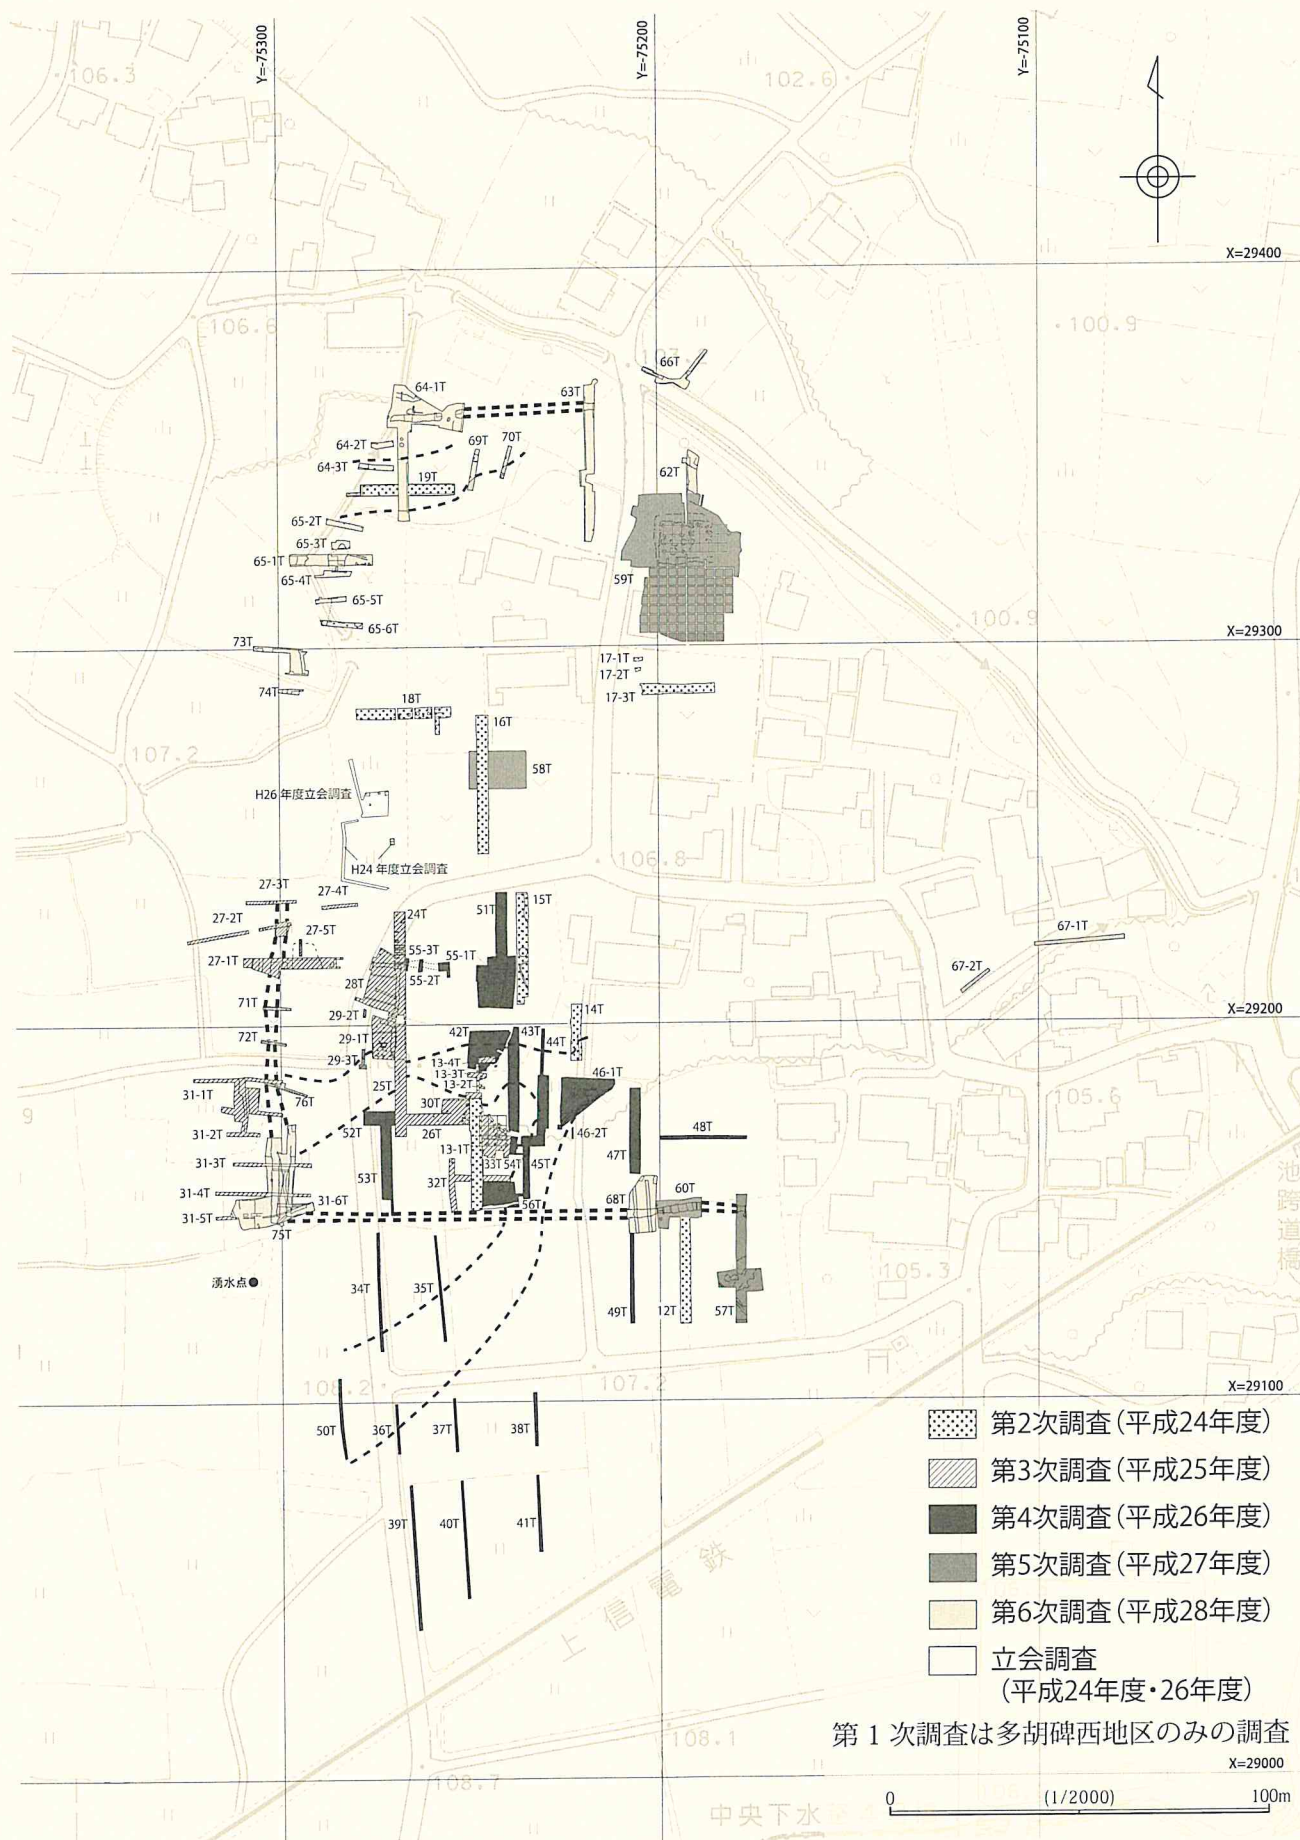 Y=-75300
Y=-75200
Y=-75100
106.3
102.6
X=29400
106.6
100.9
66T
64-1T
63T
64-2T
69T
70T
64-3T
62T
19T
65-2T
65-3T
65-1T
59T
65-4T
65-5T
65-6T
100.9
X=29300
73T
17-1T
17-2T
74T
17-3T
18T
16T
107.2
58T
H26年度立会調査
106.8
H24年度立会調査
27-3T
27-4T
24T
51T
15T
27-2T
27-5T
67-1T
55-3T
55-1T
27-1T
55-2T
67-2T
28T
71T
29-2T
14T
X=29200
72T
29-1T
42T
43T
44T
29-3T
13-4T
13-3T
46-1T
13-2T
25T
31-1T
76T
30T
105.6
9
31-2T
52T
26T
46-2T
48T
13-1T
31-3T
53T
33T
54T
45T
47T
32T
31-4T
31-6T
68T
60T
56T
31-5T
75T
池跨道橋
湧水点
34T
35T
105.3
49T
12T
57T
108.2
107.2
X=29100
50T
36T
37T
38T
第2次調査(平成24年度)
第3次調査(平成25年度)
39T
40T
41T
第4次調査(平成26年度)
上信電鉄
第5次調査(平成27年度)
第6次調査(平成28年度)
立会調査
(平成24年度・26年度)
第1次調査は多胡碑西地区のみの調査
108.1
X=29000
108.7
0 (1/2000) 100m
中央下水